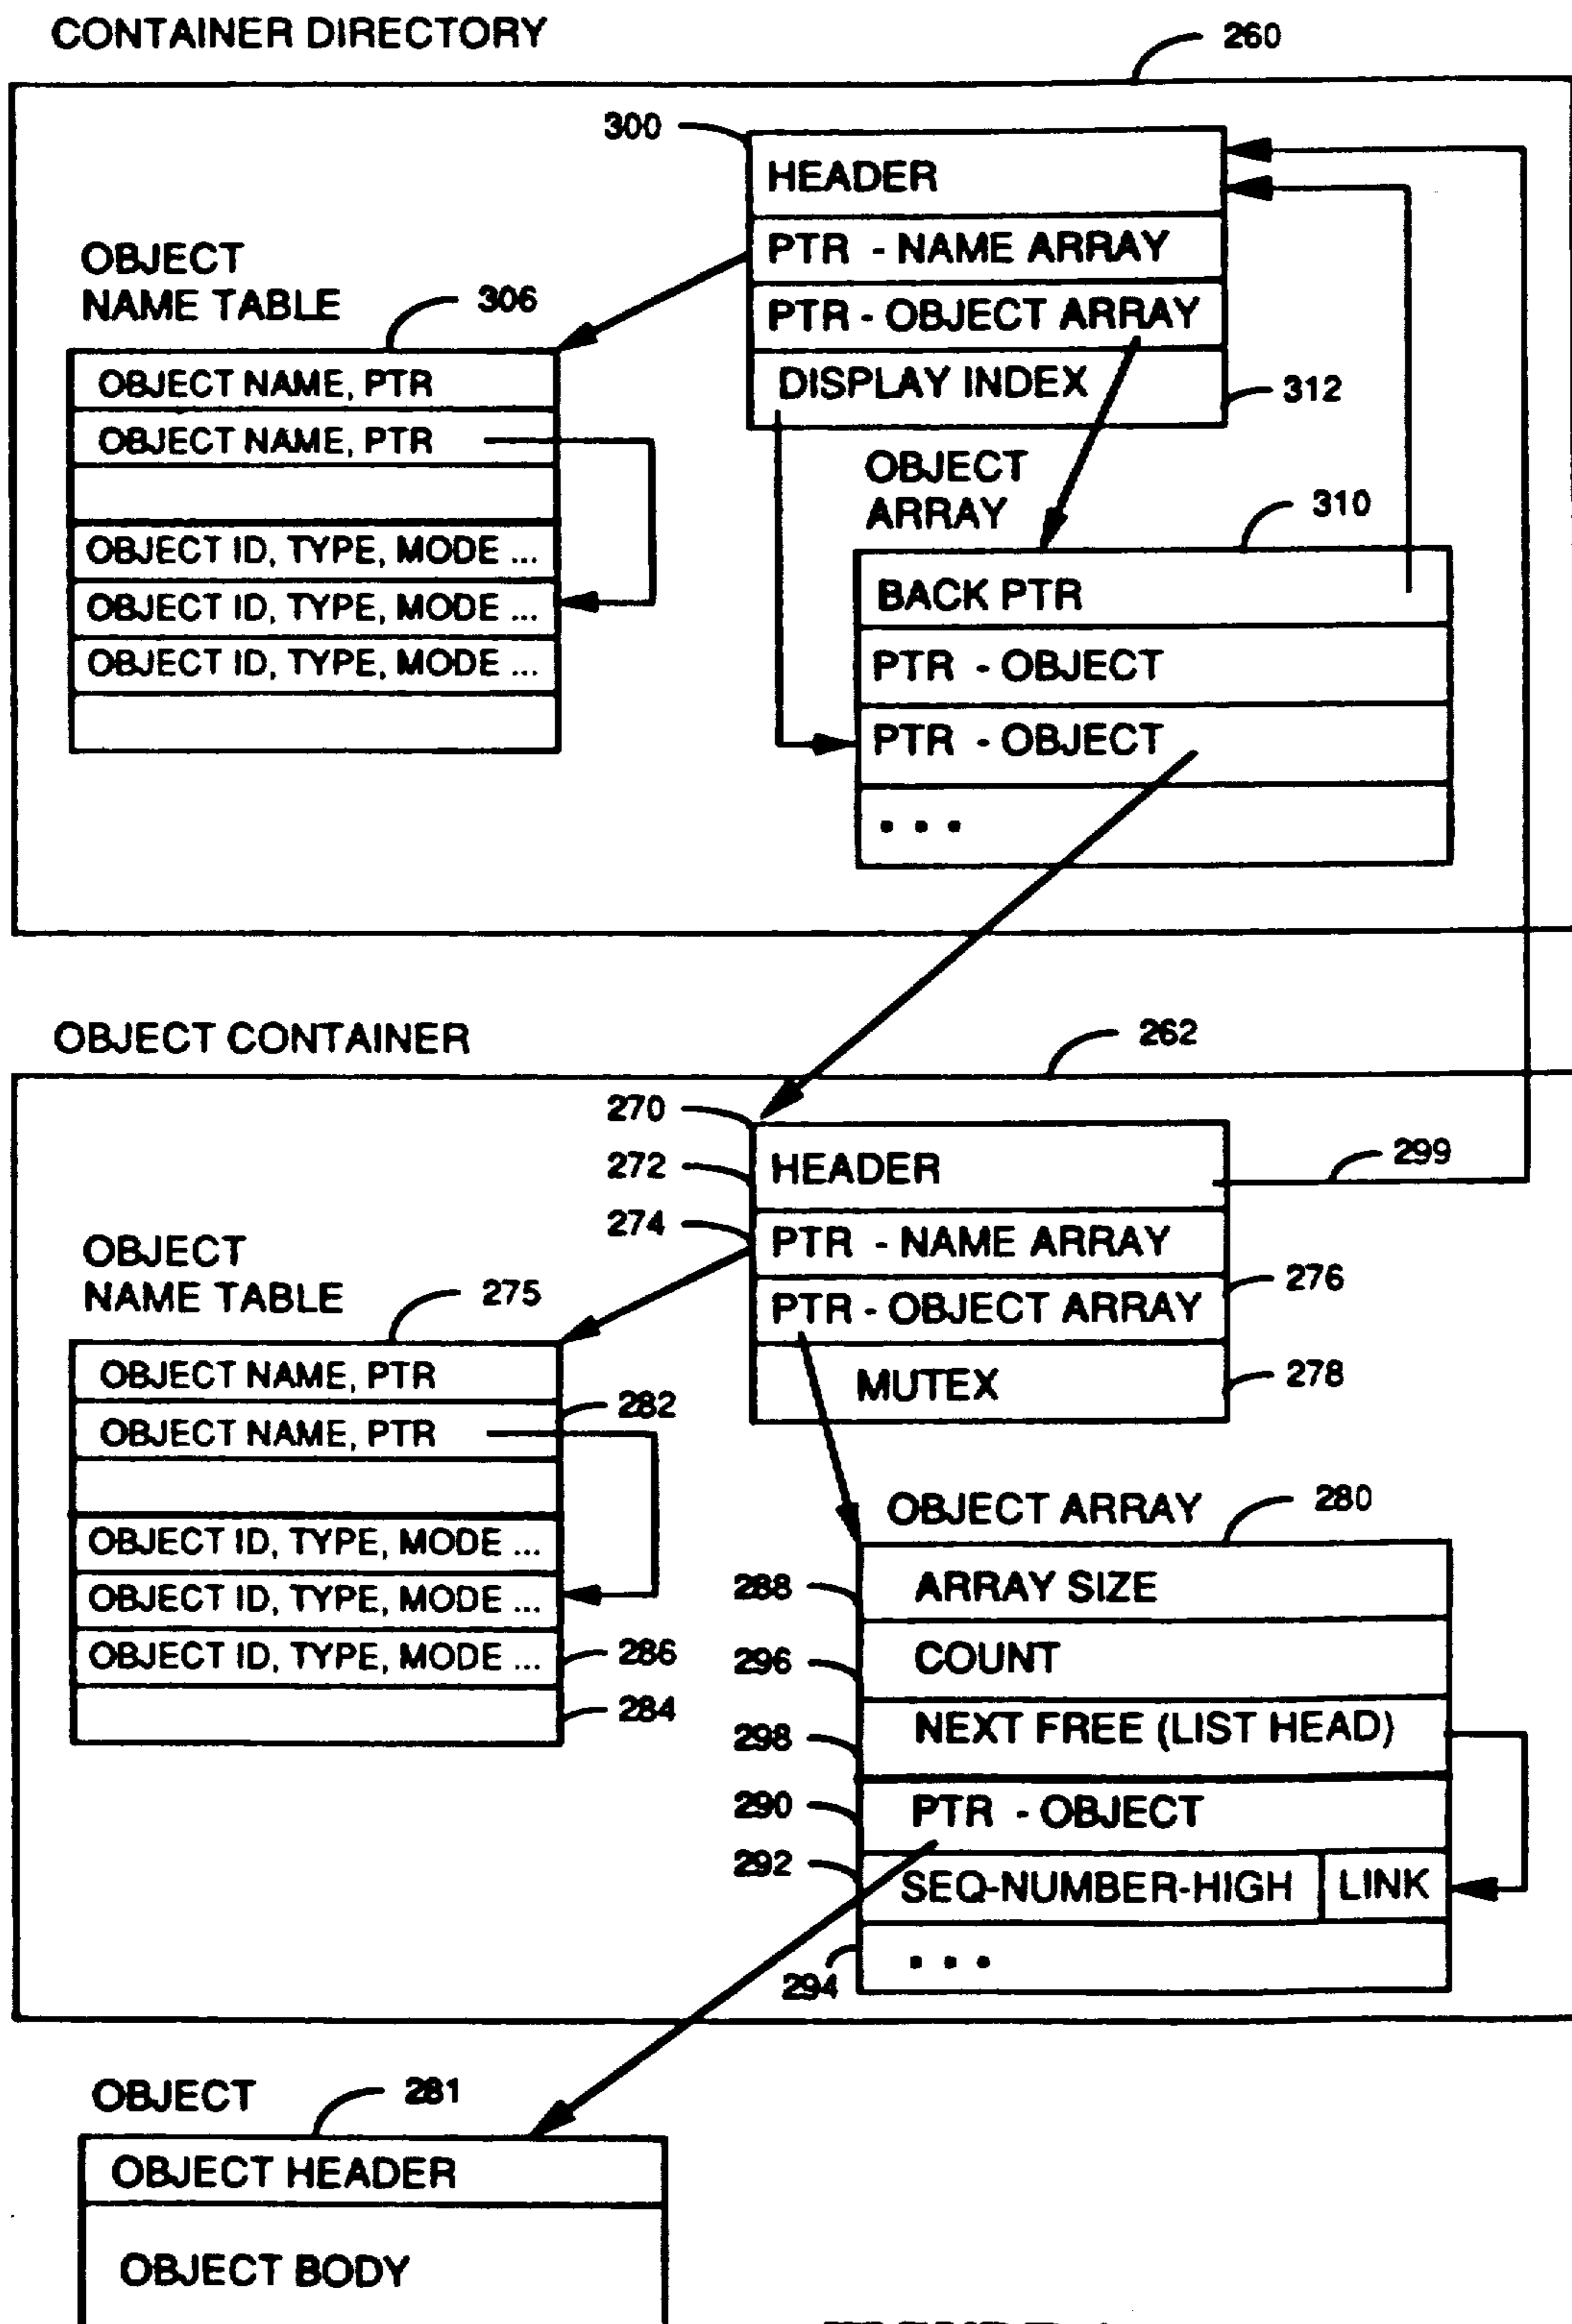 CONTAINER DIRECTORY
260
300
HEADER
PTR - NAME ARRAY
PTR - OBJECT ARRAY
DISPLAY INDEX
312
OBJECT
NAME TABLE
306
OBJECT NAME, PTR
OBJECT NAME, PTR
OBJECT ID, TYPE, MODE ...
OBJECT ID, TYPE, MODE ...
OBJECT ID, TYPE, MODE ...
OBJECT
ARRAY
310
BACK PTR
PTR - OBJECT
PTR - OBJECT
...
OBJECT CONTAINER
262
270
272
HEADER
299
274
PTR - NAME ARRAY
PTR - OBJECT ARRAY
276
MUTEX
278
OBJECT
NAME TABLE
275
OBJECT NAME, PTR
282
OBJECT NAME, PTR
OBJECT ID, TYPE, MODE ...
OBJECT ID, TYPE, MODE ...
OBJECT ID, TYPE, MODE ...
286
284
OBJECT ARRAY
280
288
ARRAY SIZE
296
COUNT
298
NEXT FREE (LIST HEAD)
290
PTR - OBJECT
292
SEQ-NUMBER-HIGH
LINK
294
...
OBJECT
281
OBJECT HEADER
OBJECT BODY